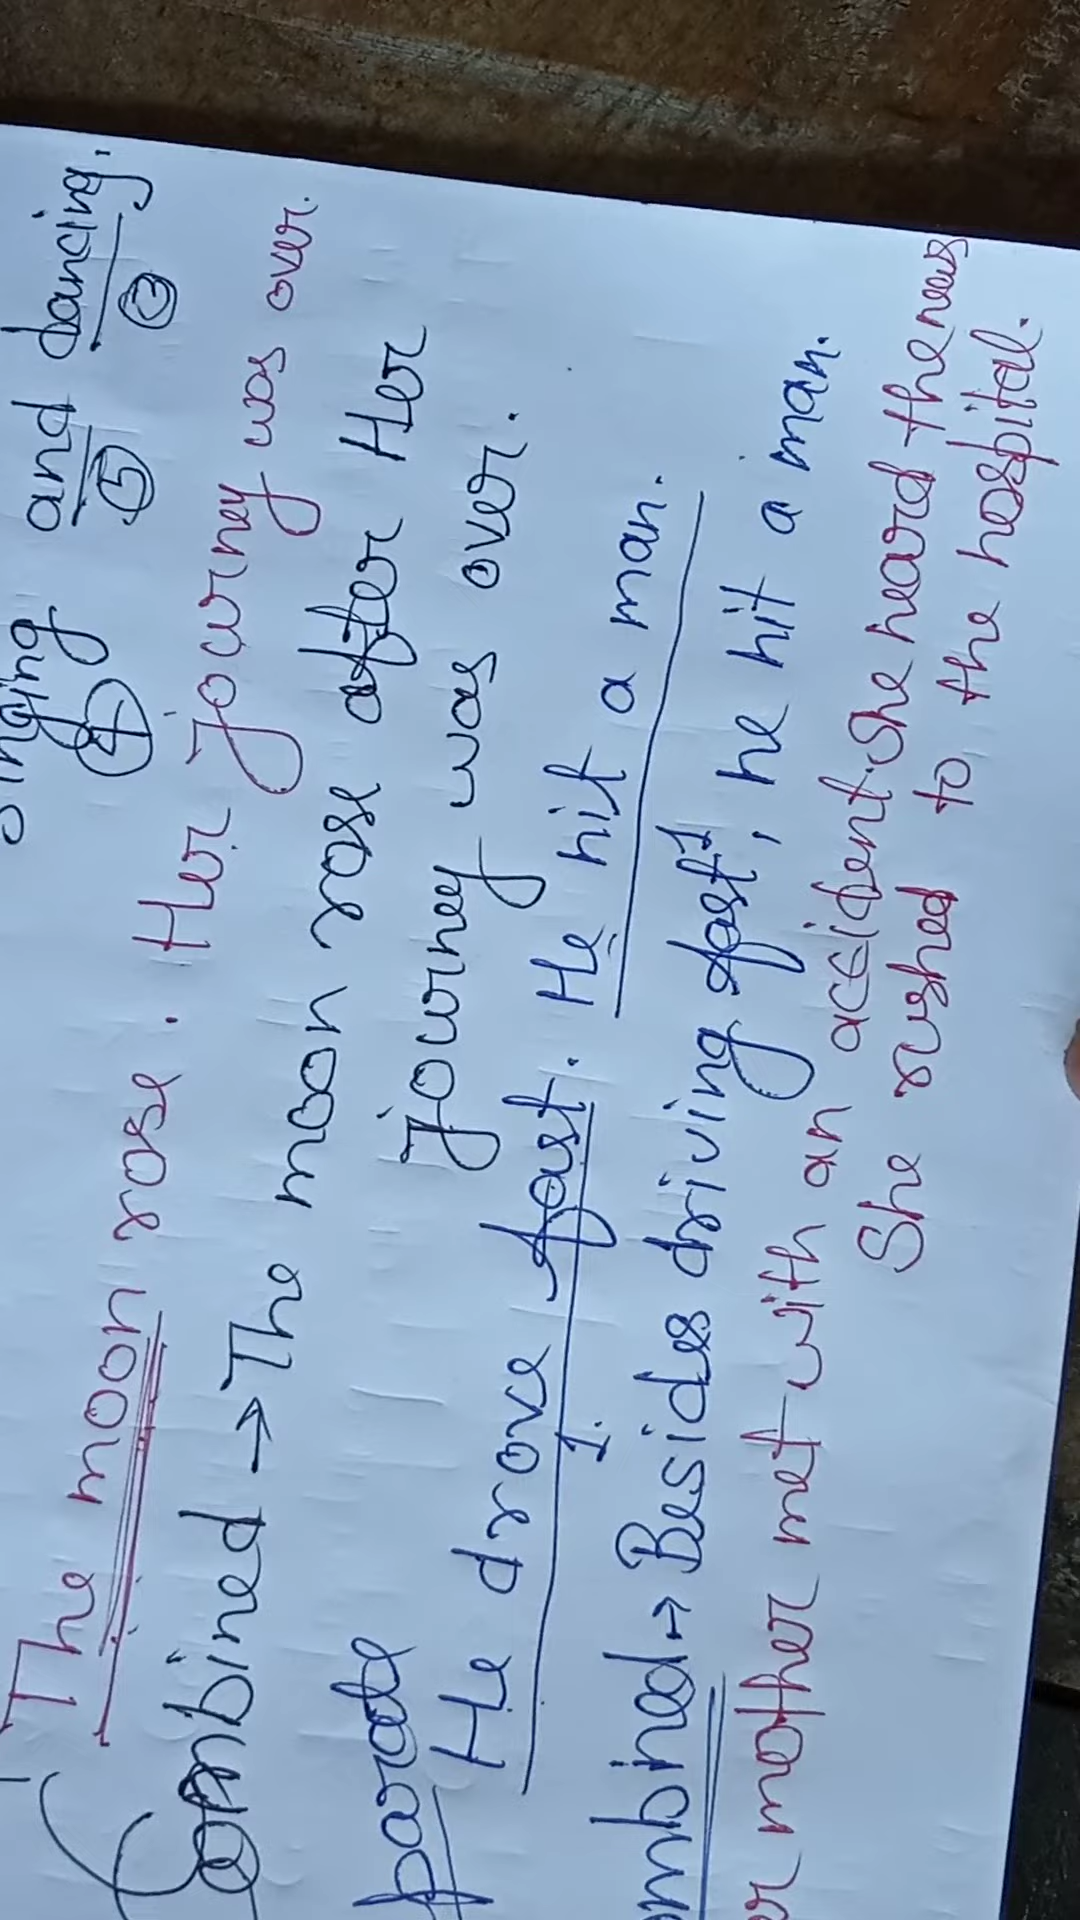 singing and dancing.
④ ⑤ ③
The moon rose. Her journey was over.
Combined → The moon rose after Her
journey was over.
parate
He drove fast. He hit a man.
1.
ombined → Besides driving fast, he hit a man.
mother met with an accident. She heard the news
She rushed to the hospital.